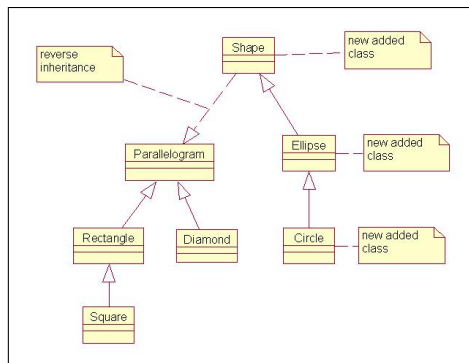 reverse
inheritance
Shape
new added
class
Parallelogram
Ellipse
new added
class
Rectangle
Diamond
Circle
new added
class
Square